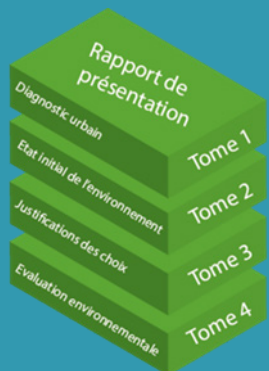 Rapport de
présentation
Diagnostic urbain
Tome 1
Etat initial de l'environnement
Tome 2
Justifications des choix
Tome 3
Evaluation environnementale
Tome 4